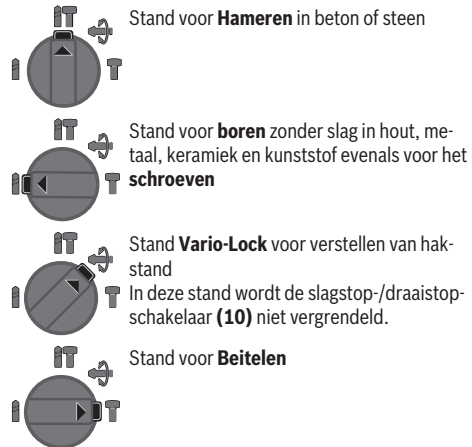 Stand voor Hameren in beton of steen
Stand voor boren zonder slag in hout, me-
taal, keramiek en kunststof evenals voor het
schroeven
Stand Vario-Lock voor verstellen van hak-
stand
In deze stand wordt de slagstop-/draaistop-
schakelaar (10) niet vergrendeld.
Stand voor Beitelen